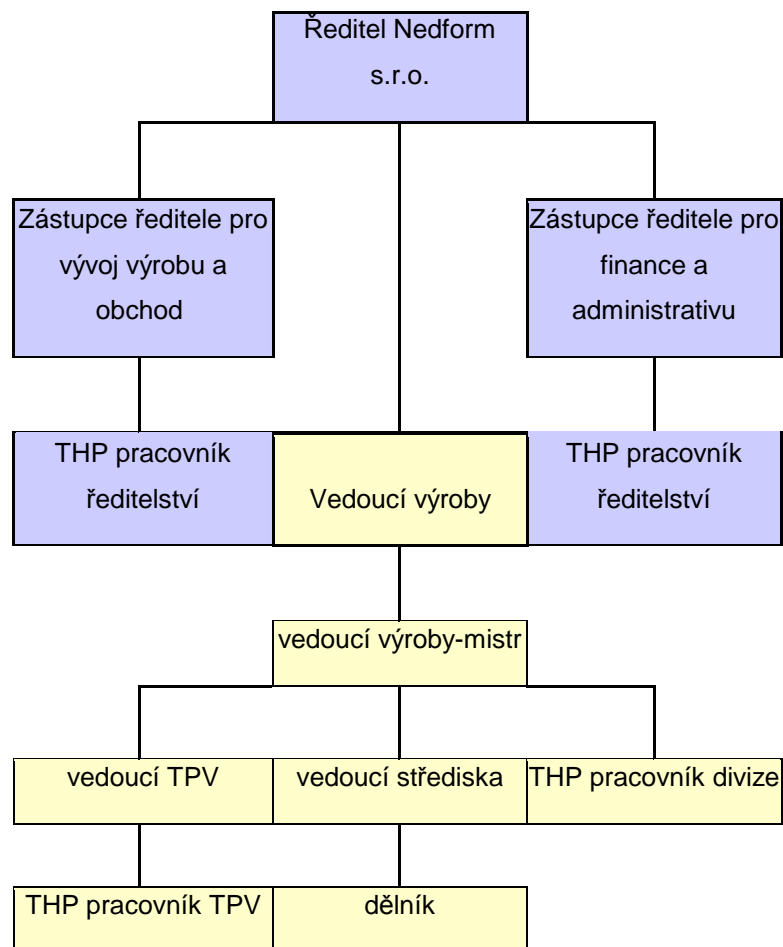 Ředitel Nedform
s.r.o.
Zástupce ředitele pro
vývoj výrobu a
obchod
Zástupce ředitele pro
finance a
administrativu
THP pracovník
ředitelství
Vedoucí výroby
THP pracovník
ředitelství
vedoucí výroby-mistr
vedoucí TPV
vedoucí střediska
THP pracovník divize
THP pracovník TPV
dělník